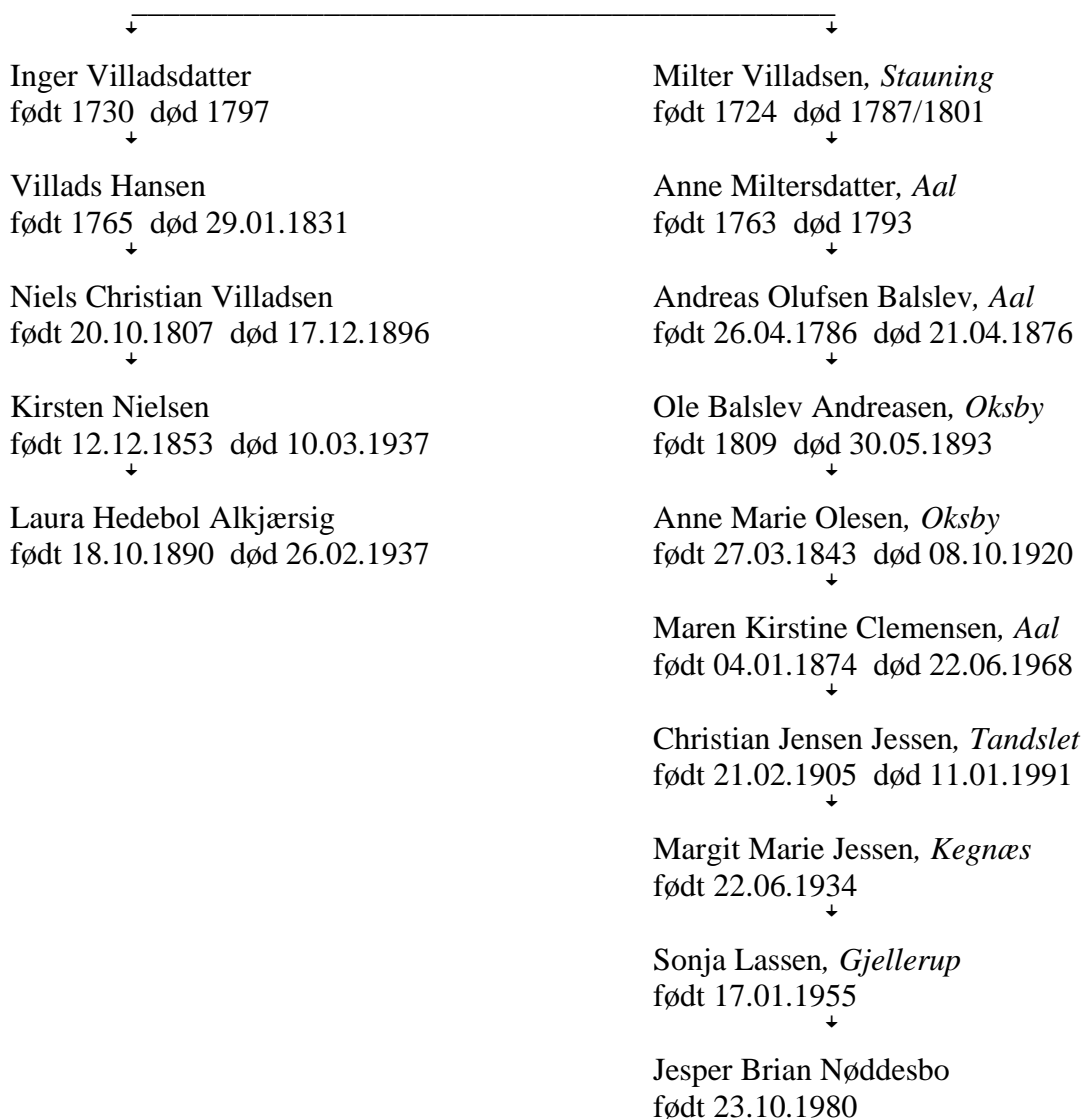 Inger Villadsdatter
født 1730 død 1797
Villads Hansen
født 1765 død 29.01.1831
Niels Christian Villadsen
født 20.10.1807 død 17.12.1896
Kirsten Nielsen
født 12.12.1853 død 10.03.1937
Laura Hedebol Alkjærsig
født 18.10.1890 død 26.02.1937
Milter Villadsen, Stauning
født 1724 død 1787/1801
Anne Miltersdatter, Aal
født 1763 død 1793
Andreas Olufsen Balslev, Aal
født 26.04.1786 død 21.04.1876
Ole Balslev Andreasen, Oksby
født 1809 død 30.05.1893
Anne Marie Olesen, Oksby
født 27.03.1843 død 08.10.1920
Maren Kirstine Clemensen, Aal
født 04.01.1874 død 22.06.1968
Christian Jensen Jessen, Tandslet
født 21.02.1905 død 11.01.1991
Margit Marie Jessen, Kegnæs
født 22.06.1934
Sonja Lassen, Gjellerup
født 17.01.1955
Jesper Brian Nøddesbo
født 23.10.1980